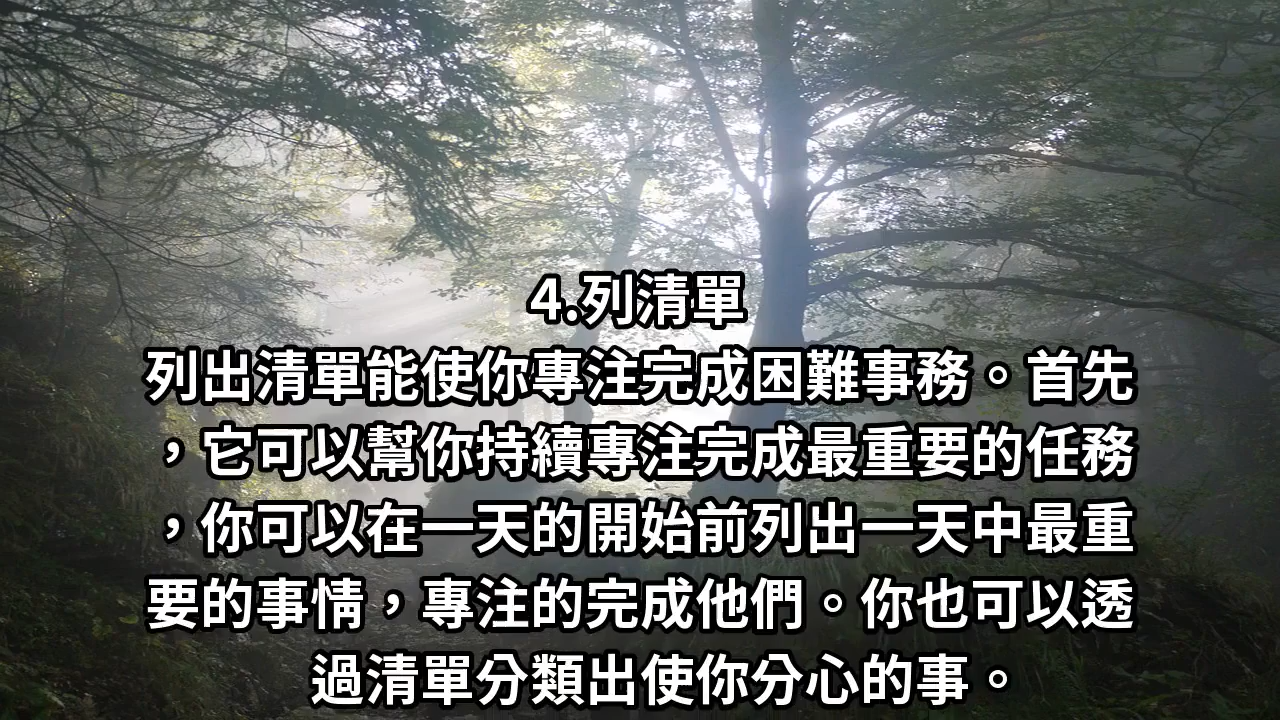 4.列清單
列出清單能使你專注完成困難事務。首先
，它可以幫你持續專注完成最重要的任務
，你可以在一天的開始前列出一天中最重
要的事情，專注的完成他們。你也可以透
過清單分類出使你分心的事。